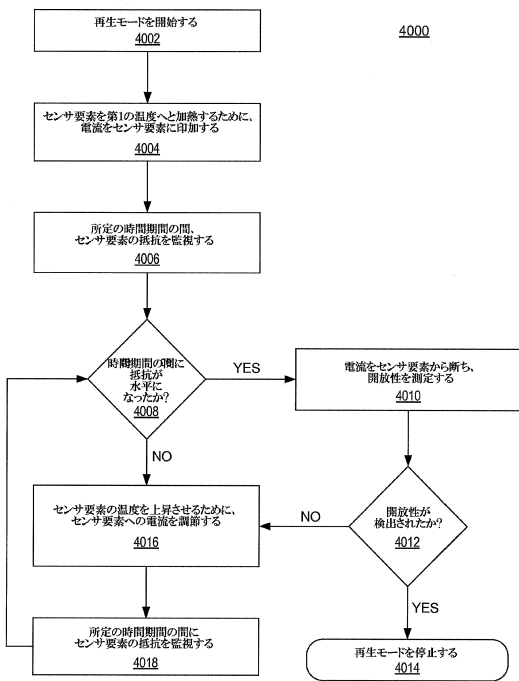 再生モードを開始する
4002
4000
センサ要素を第1の温度へと加熱するために、
電流をセンサ要素に印加する
4004
所定の時間期間の間、
センサ要素の抵抗を監視する
4006
時間期間の間に
抵抗が
水平に
なったか?
4008
YES
電流をセンサ要素から断ち、
開放性を測定する
4010
NO
センサ要素の温度を上昇させるために、
センサ要素への電流を調節する
4016
NO
開放性が
検出されたか?
4012
YES
所定の時間期間の間に
センサ要素の抵抗を監視する
4018
再生モードを停止する
4014